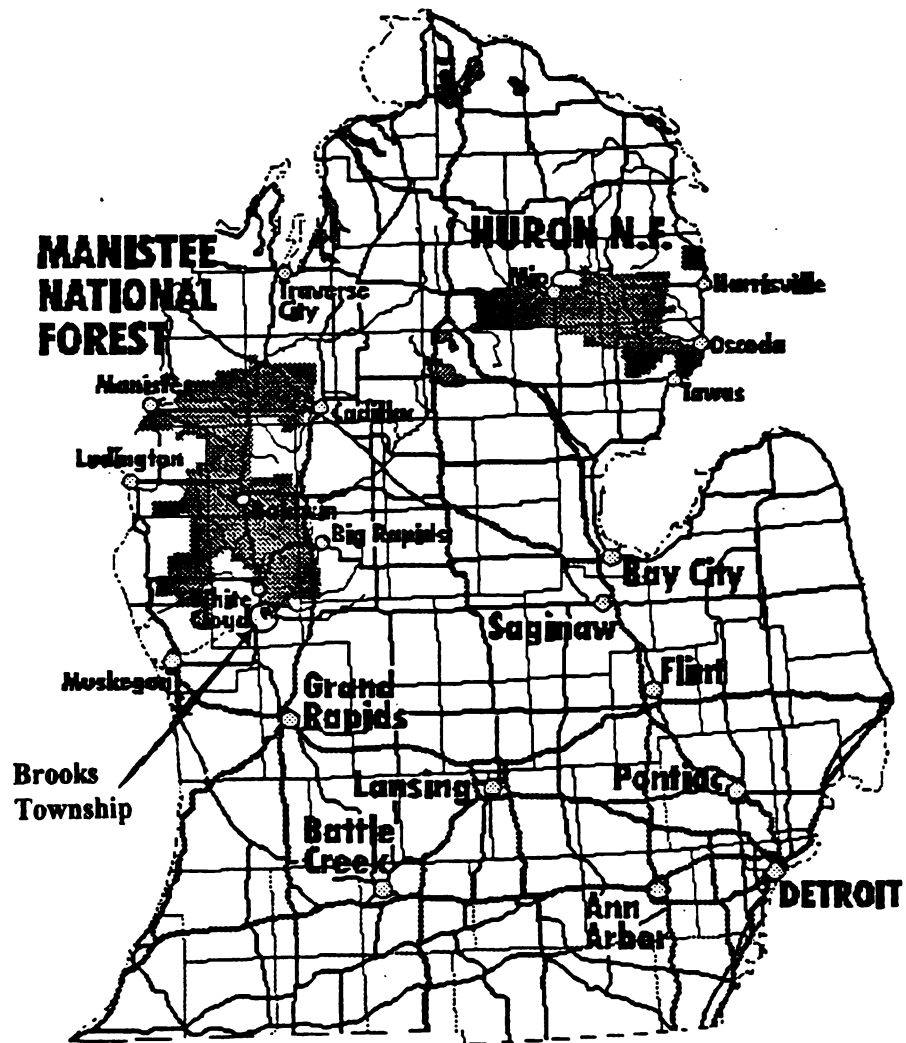 HURON N.F.
MANISTEE
NATIONAL
FOREST
Mio
Traverse
City
Harrisville
Oscoda
Tawas
Manistee
Cadillac
Ludington
Big Rapids
Bay City
White
Cloud
Saginaw
Flint
Muskegon
Grand
Rapids
Brooks
Township
Lansing
Pontiac
Battle
Creek
DETROIT
Ann
Arbor